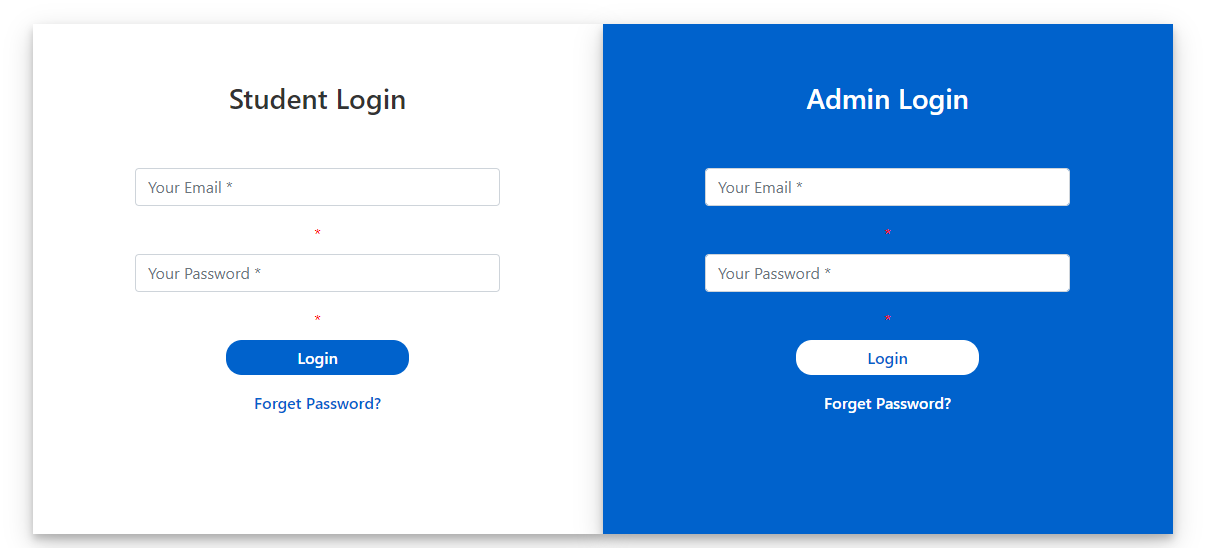 Student Login
Your Email *
*
Your Password *
*
Login
Forget Password?
Admin Login
Your Email *
*
Your Password *
*
Login
Forget Password?